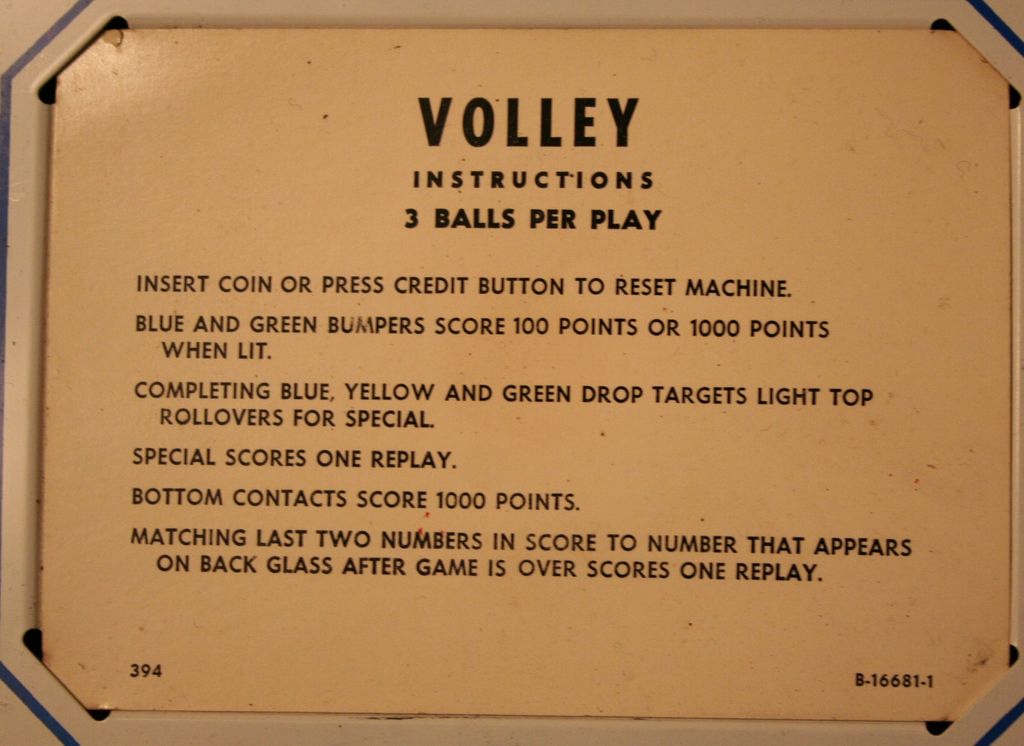 VOLLEY
INSTRUCTIONS
3 BALLS PER PLAY
INSERT COIN OR PRESS CREDIT BUTTON TO RESET MACHINE.
BLUE AND GREEN BUMPERS SCORE 100 POINTS OR 1000 POINTS
WHEN LIT.
COMPLETING BLUE, YELLOW AND GREEN DROP TARGETS LIGHT TOP
ROLLOVERS FOR SPECIAL.
SPECIAL SCORES ONE REPLAY.
BOTTOM CONTACTS SCORE 1000 POINTS.
MATCHING LAST TWO NUMBERS IN SCORE TO NUMBER THAT APPEARS
ON BACK GLASS AFTER GAME IS OVER SCORES ONE REPLAY.
394
B-16681-1